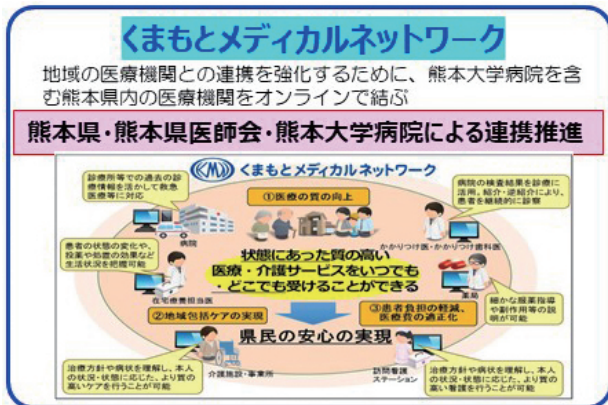 くまもとメディカルネットワーク
地域の医療機関との連携を強化するために、熊本大学病院を含
む熊本県内の医療機関をオンラインで結ぶ
熊本県・熊本県医師会・熊本大学病院による連携推進
くまもとメディカルネットワーク
診療所等での過去の診
療情報を活かして救急
医療等に対応
①医療の質の向上
病院の検査結果を診療に
活用。紹介・逆紹介により、
患者を継続的に診察
病院
かかりつけ医・かかりつけ歯科医
患者の状態の変化や、
投薬や処置の効果など
生活状況を把握可能
状態にあった質の高い
医療・介護サービスをいつでも
・どこでも受けることができる
在宅療養担当医
薬局
細かな服薬指導
や副作用等の説
明が可能
②地域包括ケアの実現
③患者負担の軽減、
医療費の適正化
県民の安心の実現
治療方針や病状を理解し、本人
の状況・状態に応じた、より質の
高いケアを行うことが可能
介護施設・事業所
訪問看護
ステーション
治療方針や病状を理解し、本人
の状況・状態に応じた、より質の
高い看護を行うことが可能